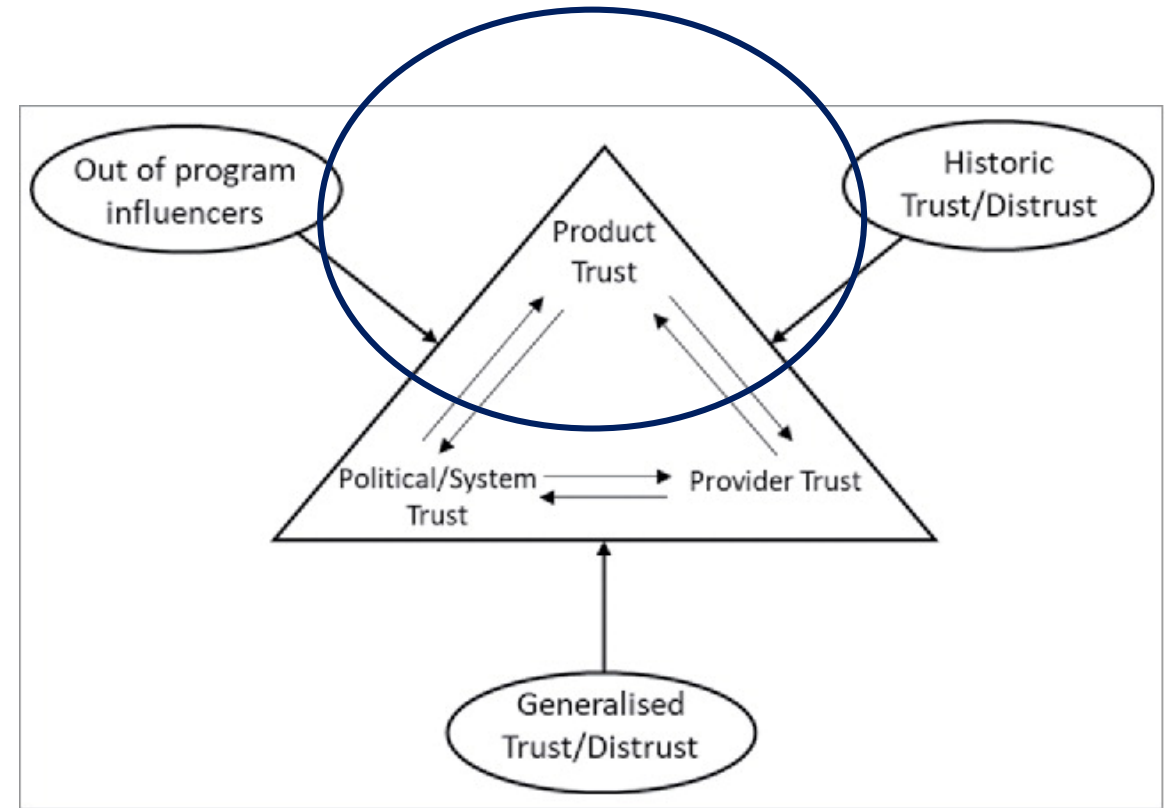 Out of program
influencers
Historic
Trust/Distrust
Product
Trust
Political/System
Trust
Provider Trust
Generalised
Trust/Distrust